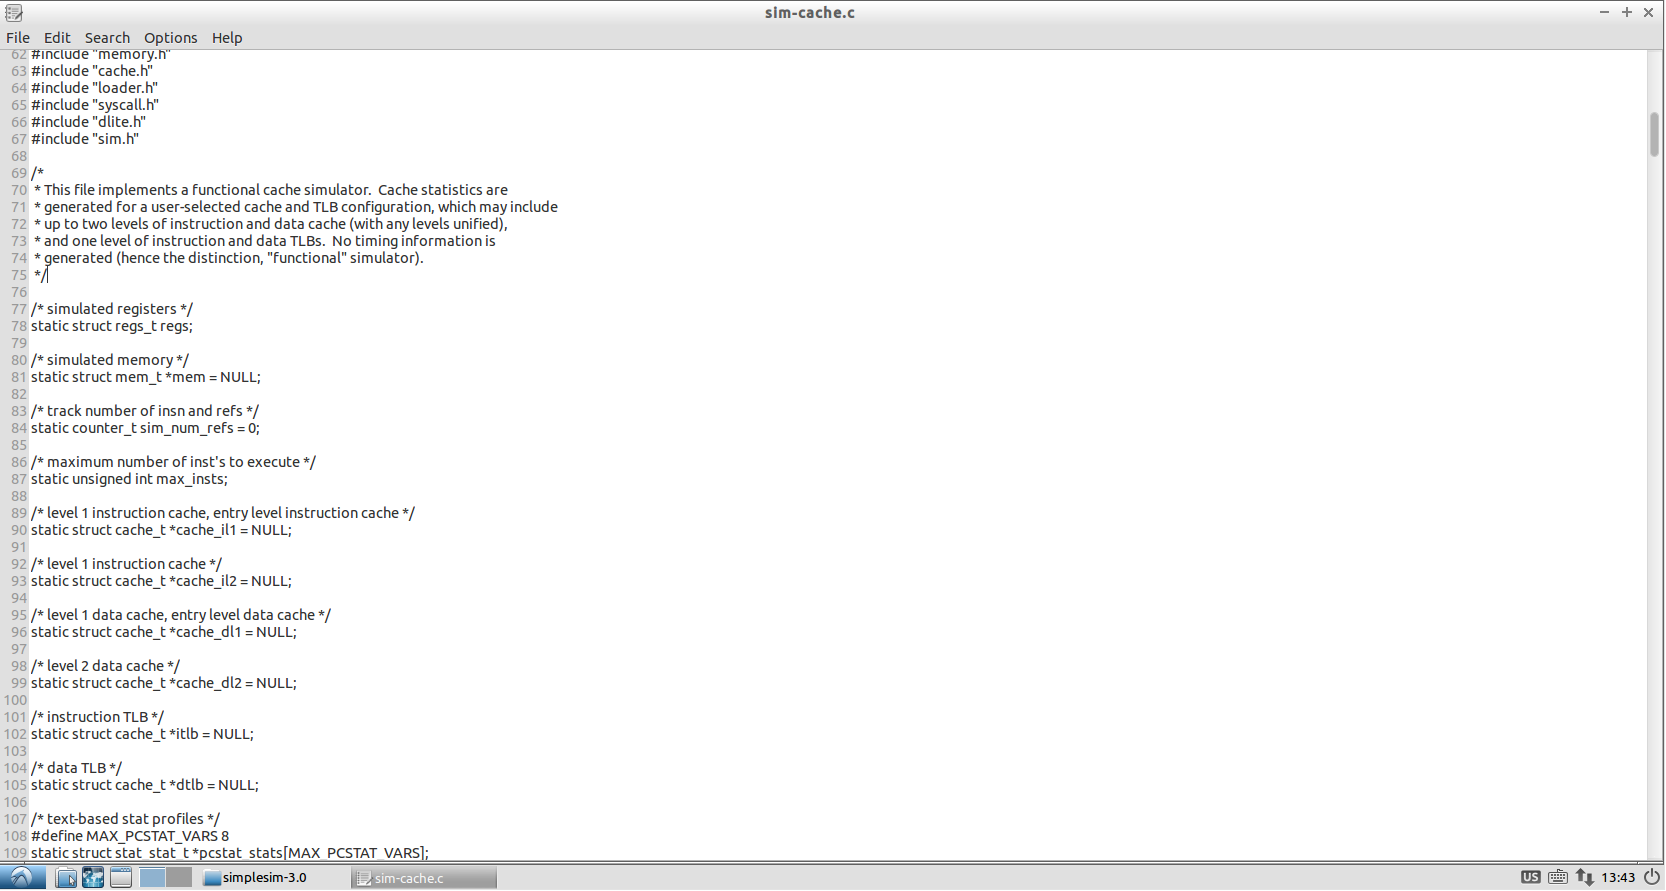 sim-cache.c
File Edit Search Options Help
62 #include "memory.h"
63 #include "cache.h"
64 #include "loader.h"
65 #include "syscall.h"
66 #include "dlite.h"
67 #include "sim.h"
68
69 /*
70 * This file implements a functional cache simulator.  Cache statistics are
71 * generated for a user-selected cache and TLB configuration, which may include
72 * up to two levels of instruction and data cache (with any levels unified),
73 * and one level of instruction and data TLBs.  No timing information is
74 * generated (hence the distinction, "functional" simulator).
75 */
76
77 /* simulated registers */
78 static struct regs_t regs;
79
80 /* simulated memory */
81 static struct mem_t *mem = NULL;
82
83 /* track number of insn and refs */
84 static counter_t sim_num_refs = 0;
85
86 /* maximum number of inst's to execute */
87 static unsigned int max_insts;
88
89 /* level 1 instruction cache, entry level instruction cache */
90 static struct cache_t *cache_il1 = NULL;
91
92 /* level 1 instruction cache */
93 static struct cache_t *cache_il2 = NULL;
94
95 /* level 1 data cache, entry level data cache */
96 static struct cache_t *cache_dl1 = NULL;
97
98 /* level 2 data cache */
99 static struct cache_t *cache_dl2 = NULL;
100
101 /* instruction TLB */
102 static struct cache_t *itlb = NULL;
103
104 /* data TLB */
105 static struct cache_t *dtlb = NULL;
106
107 /* text-based stat profiles */
108 #define MAX_PCSTAT_VARS 8
109 static struct stat_stat_t *pcstat_stats[MAX_PCSTAT_VARS];
simplesim-3.0 sim-cache.c US 13:43